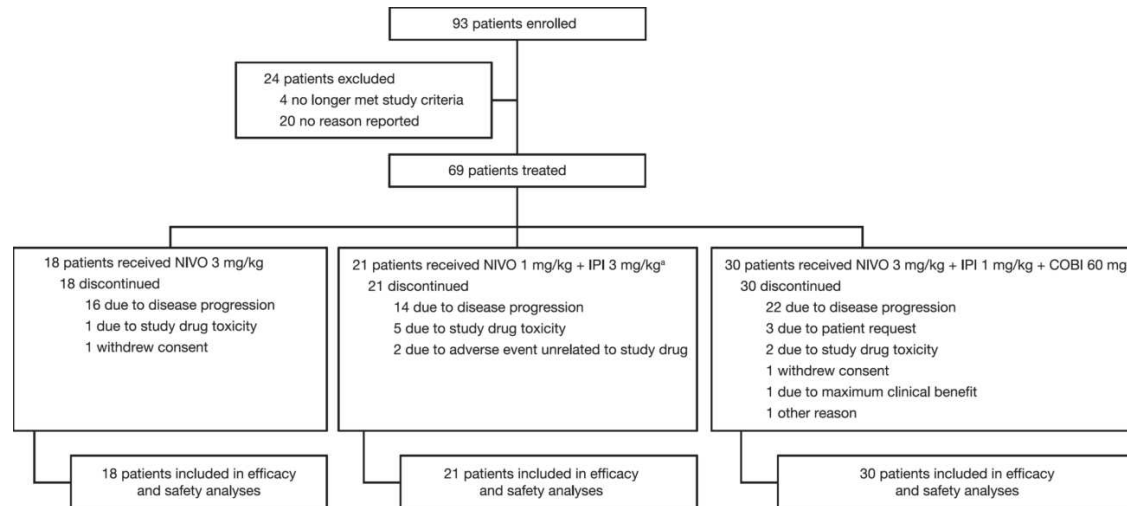 93 patients enrolled
24 patients excluded
4 no longer met study criteria
20 no reason reported
69 patients treated
18 patients received NIVO 3 mg/kg
18 discontinued
16 due to disease progression
1 due to study drug toxicity
1 withdrew consent
21 patients received NIVO 1 mg/kg + IPI 3 mg/kgᵃ
21 discontinued
14 due to disease progression
5 due to study drug toxicity
2 due to adverse event unrelated to study drug
30 patients received NIVO 3 mg/kg + IPI 1 mg/kg + COBI 60 mg
30 discontinued
22 due to disease progression
3 due to patient request
2 due to study drug toxicity
1 withdrew consent
1 due to maximum clinical benefit
1 other reason
18 patients included in efficacy
and safety analyses
21 patients included in efficacy
and safety analyses
30 patients included in efficacy
and safety analyses